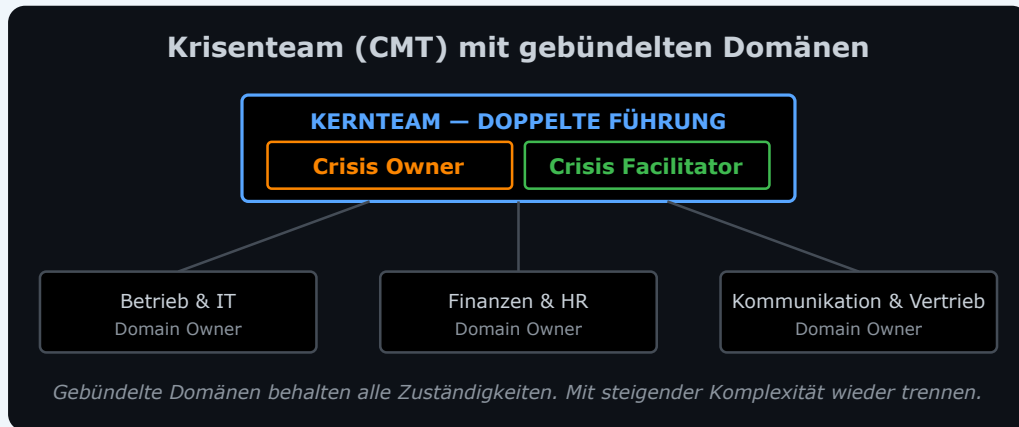 Krisenteam (CMT) mit gebündelten Domänen
KERNTEAM — DOPPELTE FÜHRUNG
Crisis Owner
Crisis Facilitator
Betrieb & IT
Domain Owner
Finanzen & HR
Domain Owner
Kommunikation & Vertrieb
Domain Owner
Gebündelte Domänen behalten alle Zuständigkeiten. Mit steigender Komplexität wieder trennen.